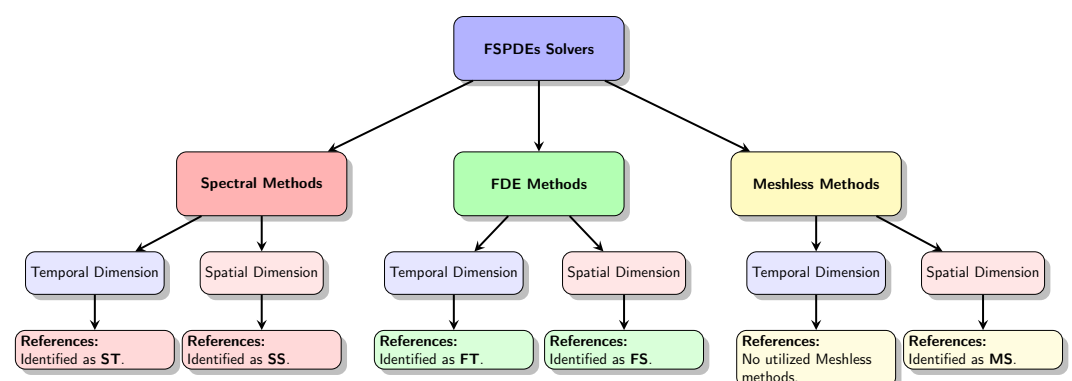 FSPDEs Solvers
Spectral Methods
FDE Methods
Meshless Methods
Temporal Dimension
Spatial Dimension
Temporal Dimension
Spatial Dimension
Temporal Dimension
Spatial Dimension
References:
Identified as ST.
References:
Identified as SS.
References:
Identified as FT.
References:
Identified as FS.
References:
No utilized Meshless
methods.
References:
Identified as MS.